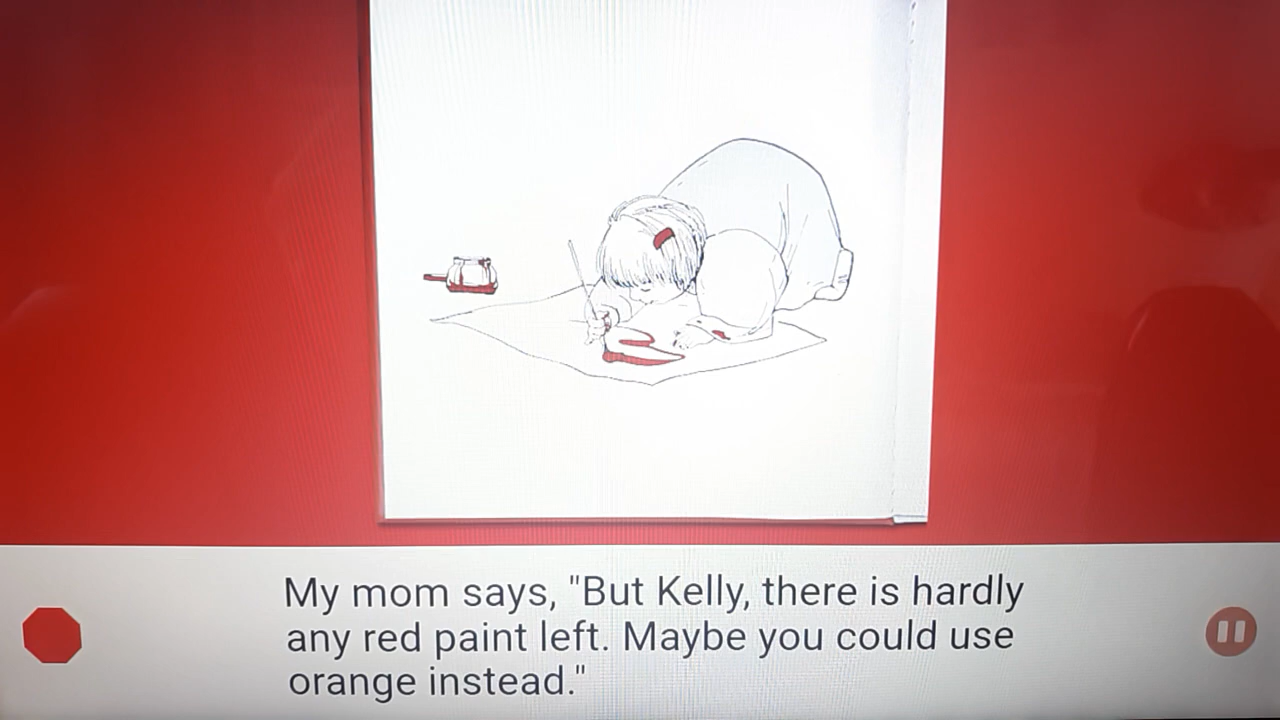 My mom says, "But Kelly, there is hardly
any red paint left. Maybe you could use
orange instead."